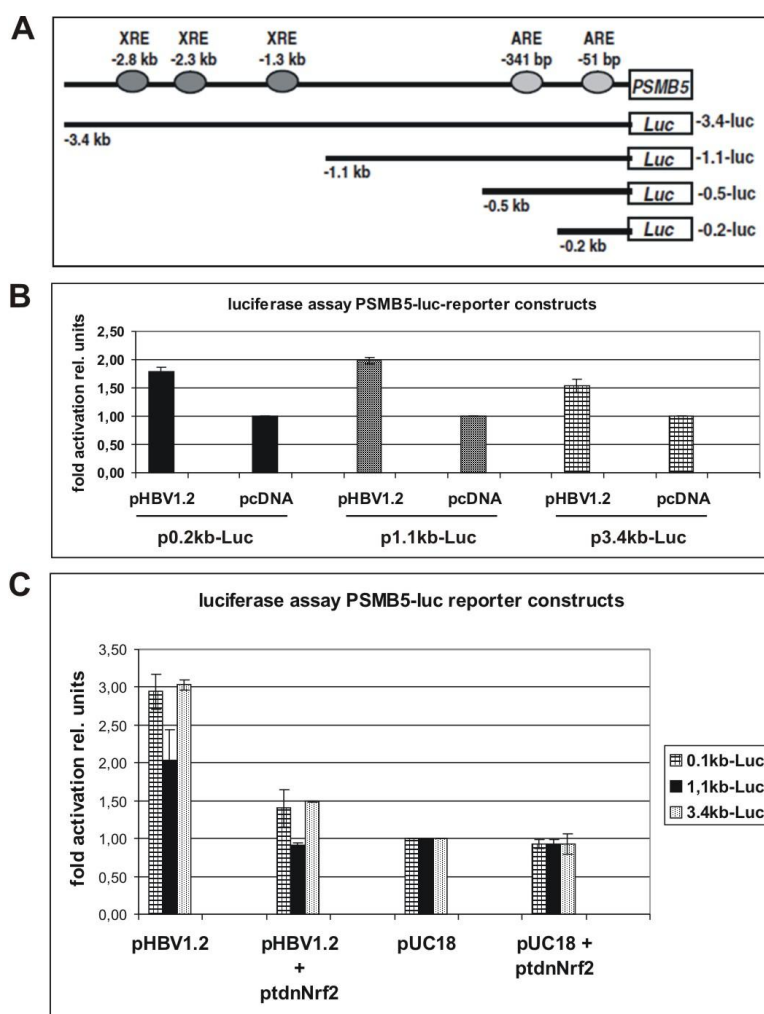 A
XRE XRE XRE ARE ARE
-2.8 kb -2.3 kb -1.3 kb -341 bp -51 bp
PSMB5
-3.4 kb Luc -3.4-luc
-1.1 kb Luc -1.1-luc
-0.5 kb Luc -0.5-luc
-0.2 kb Luc -0.2-luc
B
luciferase assay PSMB5-luc-reporter constructs
fold activation rel. units
2,50
2,00
1,50
1,00
0,50
0,00
pHBV1.2 pcDNA pHBV1.2 pcDNA pHBV1.2 pcDNA
p0.2kb-Luc p1.1kb-Luc p3.4kb-Luc
C
luciferase assay PSMB5-luc reporter constructs
fold activation rel. units
3,50
3,00
2,50
2,00
1,50
1,00
0,50
0,00
0.1kb-Luc
1,1kb-Luc
3.4kb-Luc
pHBV1.2 pHBV1.2 pUC18 pUC18 +
+ ptdnNrf2
ptdnNrf2